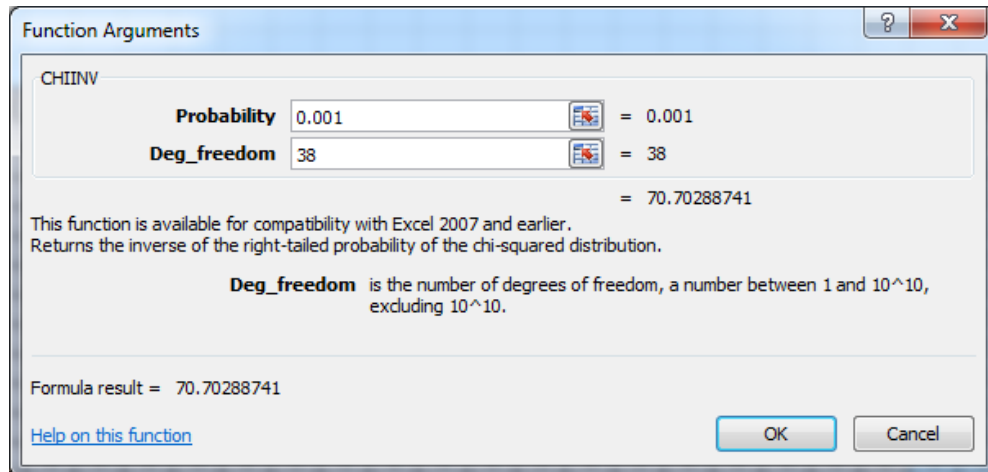 Function Arguments
CHIINV
Probability 0.001 = 0.001
Deg_freedom 38 = 38
= 70.70288741
This function is available for compatibility with Excel 2007 and earlier.
Returns the inverse of the right-tailed probability of the chi-squared distribution.
Deg_freedom is the number of degrees of freedom, a number between 1 and 10^10,
excluding 10^10.
Formula result = 70.70288741
Help on this function OK Cancel